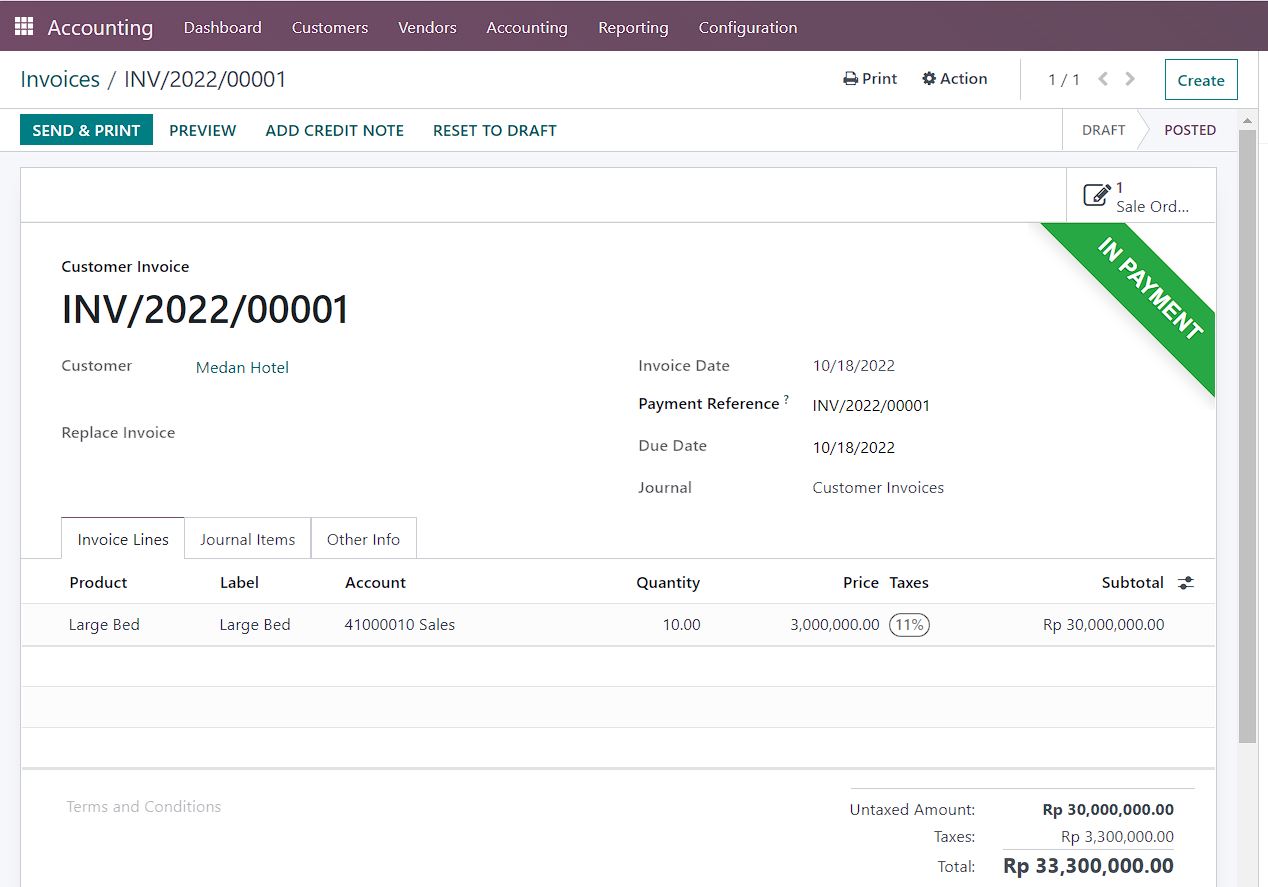 Accounting Dashboard Customers Vendors Accounting Reporting Configuration
Invoices / INV/2022/00001 Print Action 1 / 1 Create
SEND & PRINT PREVIEW ADD CREDIT NOTE RESET TO DRAFT DRAFT POSTED
1
Sale Ord...
IN PAYMENT
Customer Invoice
INV/2022/00001
Customer Medan Hotel Invoice Date 10/18/2022
Payment Reference ? INV/2022/00001
Replace Invoice Due Date 10/18/2022
Journal Customer Invoices
Invoice Lines Journal Items Other Info
Product Label Account Quantity Price Taxes Subtotal
Large Bed Large Bed 41000010 Sales 10.00 3,000,000.00 11% Rp 30,000,000.00
Terms and Conditions Untaxed Amount: Rp 30,000,000.00
Taxes: Rp 3,300,000.00
Total: Rp 33,300,000.00